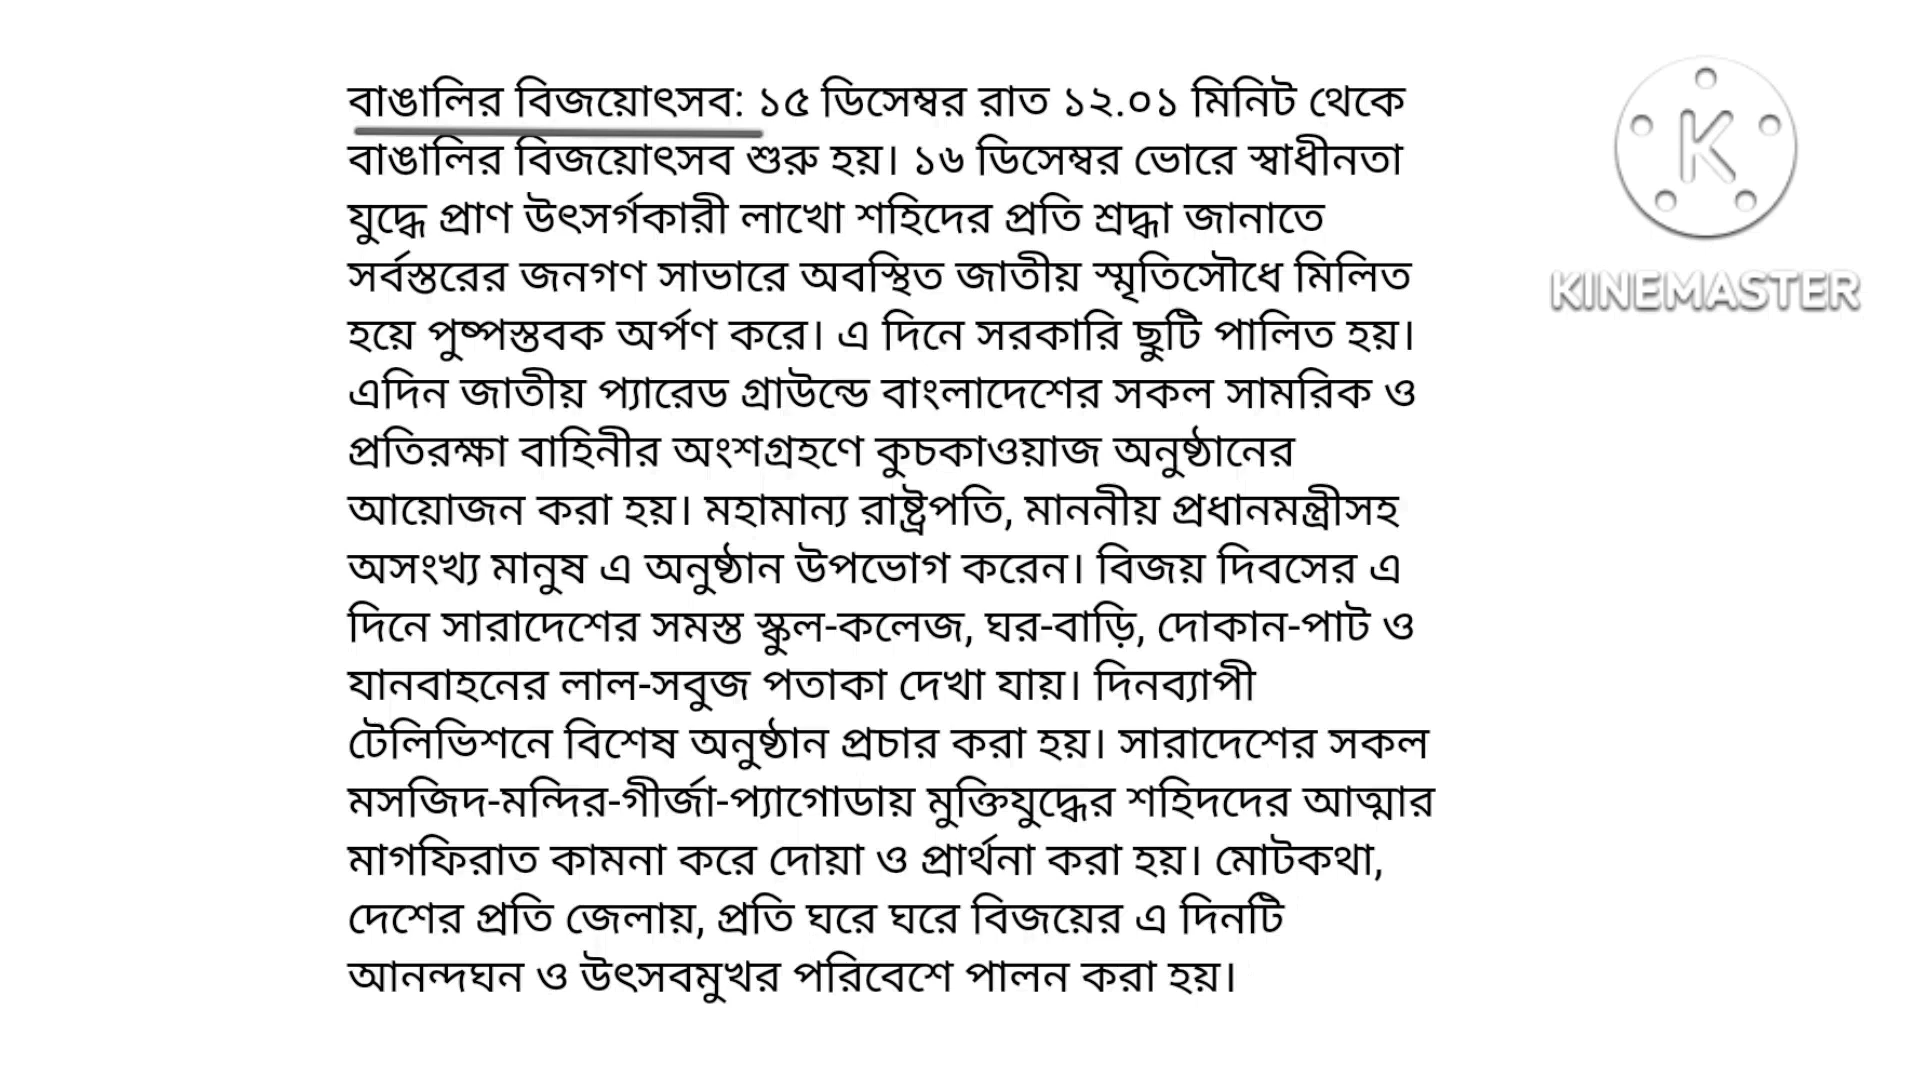 বাঙালির বিজয়োৎসব: ১৫ ডিসেম্বর রাত ১২.০১ মিনিট থেকে
বাঙালির বিজয়োৎসব শুরু হয়। ১৬ ডিসেম্বর ভোরে স্বাধীনতা
যুদ্ধে প্রাণ উৎসর্গকারী লাখো শহিদের প্রতি শ্রদ্ধা জানাতে
সর্বস্তরের জনগণ সাভারে অবস্থিত জাতীয় স্মৃতিসৌধে মিলিত
হয়ে পুষ্পস্তবক অর্পণ করে। এ দিনে সরকারি ছুটি পালিত হয়।
এদিন জাতীয় প্যারেড গ্রাউন্ডে বাংলাদেশের সকল সামরিক ও
প্রতিরক্ষা বাহিনীর অংশগ্রহণে কুচকাওয়াজ অনুষ্ঠানের
আয়োজন করা হয়। মহামান্য রাষ্ট্রপতি, মাননীয় প্রধানমন্ত্রীসহ
অসংখ্য মানুষ এ অনুষ্ঠান উপভোগ করেন। বিজয় দিবসের এ
দিনে সারাদেশের সমস্ত স্কুল-কলেজ, ঘর-বাড়ি, দোকান-পাট ও
যানবাহনের লাল-সবুজ পতাকা দেখা যায়। দিনব্যাপী
টেলিভিশনে বিশেষ অনুষ্ঠান প্রচার করা হয়। সারাদেশের সকল
মসজিদ-মন্দির-গীর্জা-প্যাগোডায় মুক্তিযুদ্ধের শহিদদের আত্মার
মাগফিরাত কামনা করে দোয়া ও প্রার্থনা করা হয়। মোটকথা,
দেশের প্রতি জেলায়, প্রতি ঘরে ঘরে বিজয়ের এ দিনটি
আনন্দঘন ও উৎসবমুখর পরিবেশে পালন করা হয়।
K
KINEMASTER